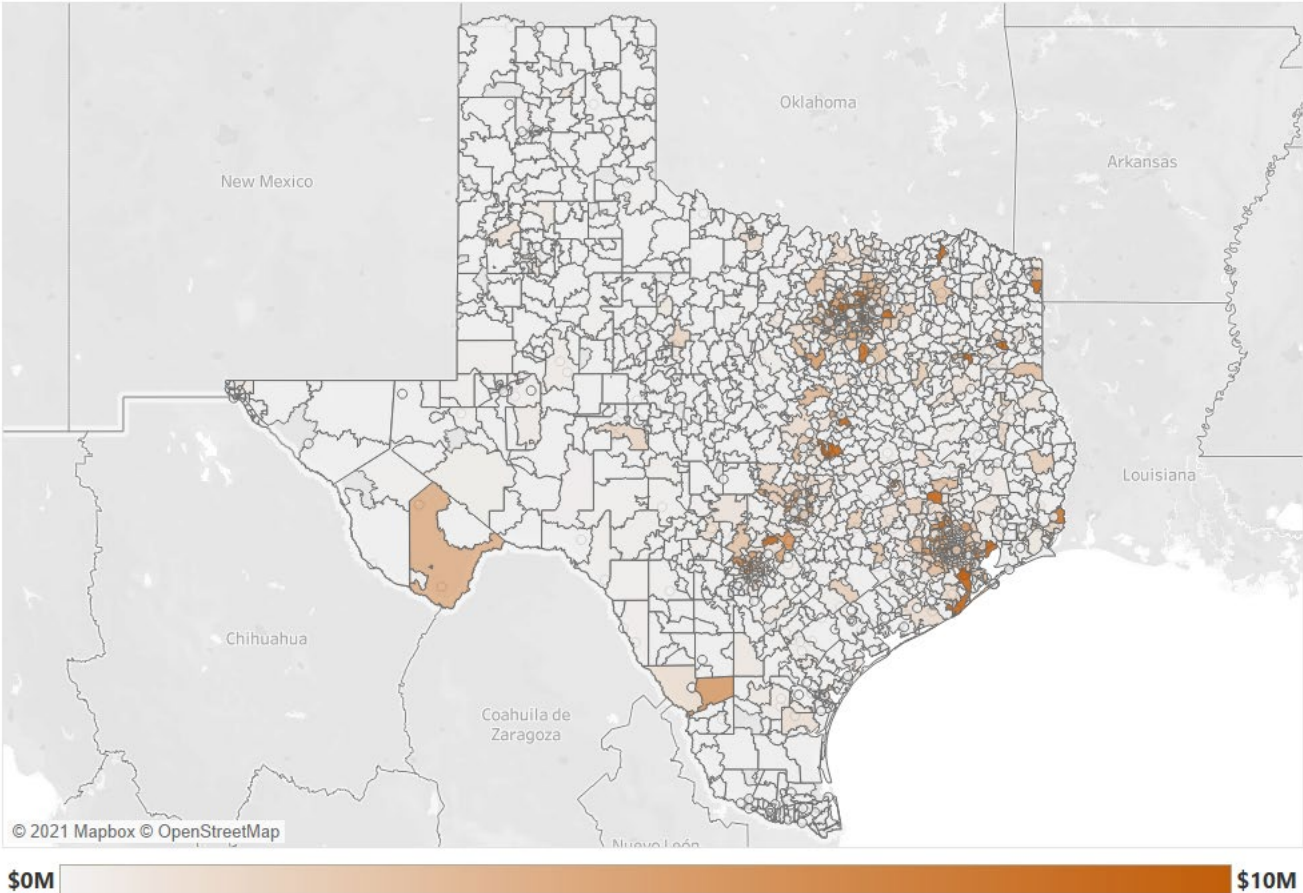 Oklahoma
New Mexico
Arkansas
Louisiana
Chihuahua
Coahuila de
Zaragoza
Nuevo León
© 2021 Mapbox © OpenStreetMap
$0M
$10M